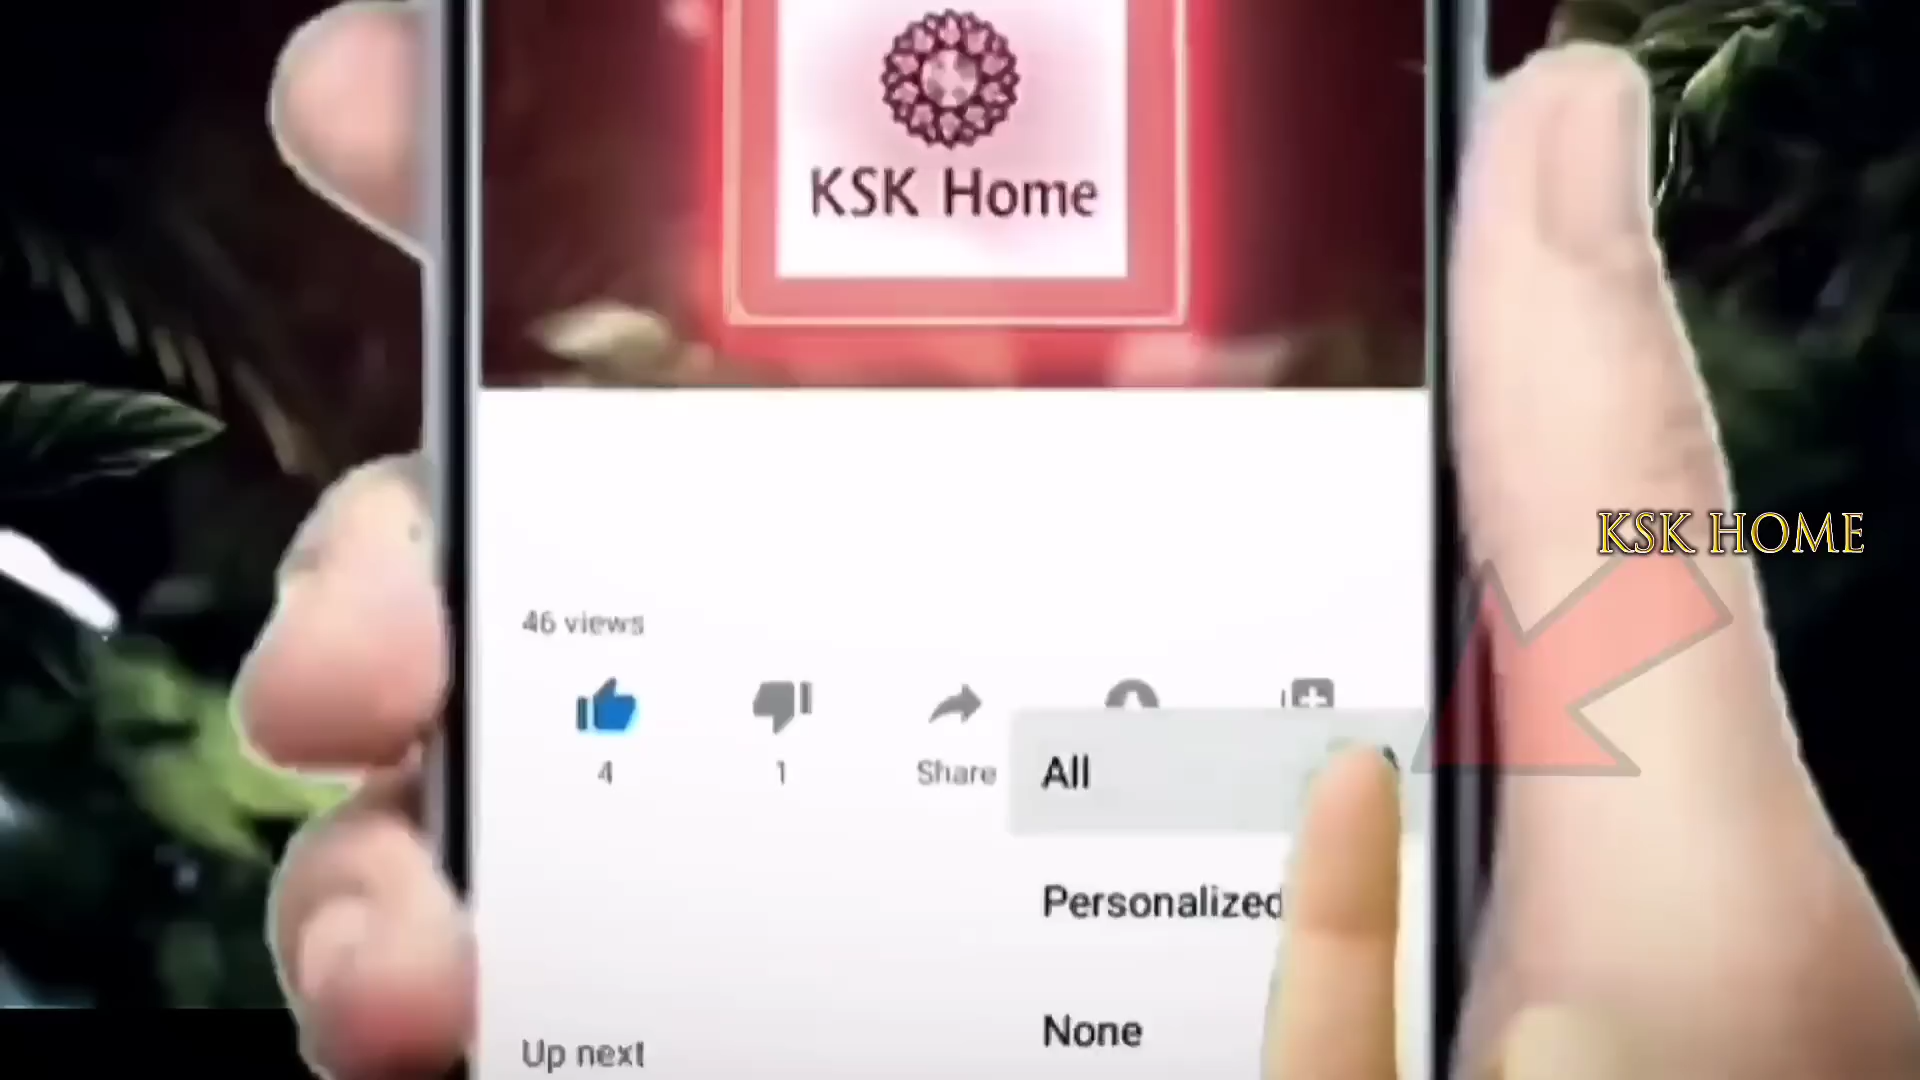 KSK Home
KSK HOME
46 views
4
1
Share
All
Personalized
None
Up next